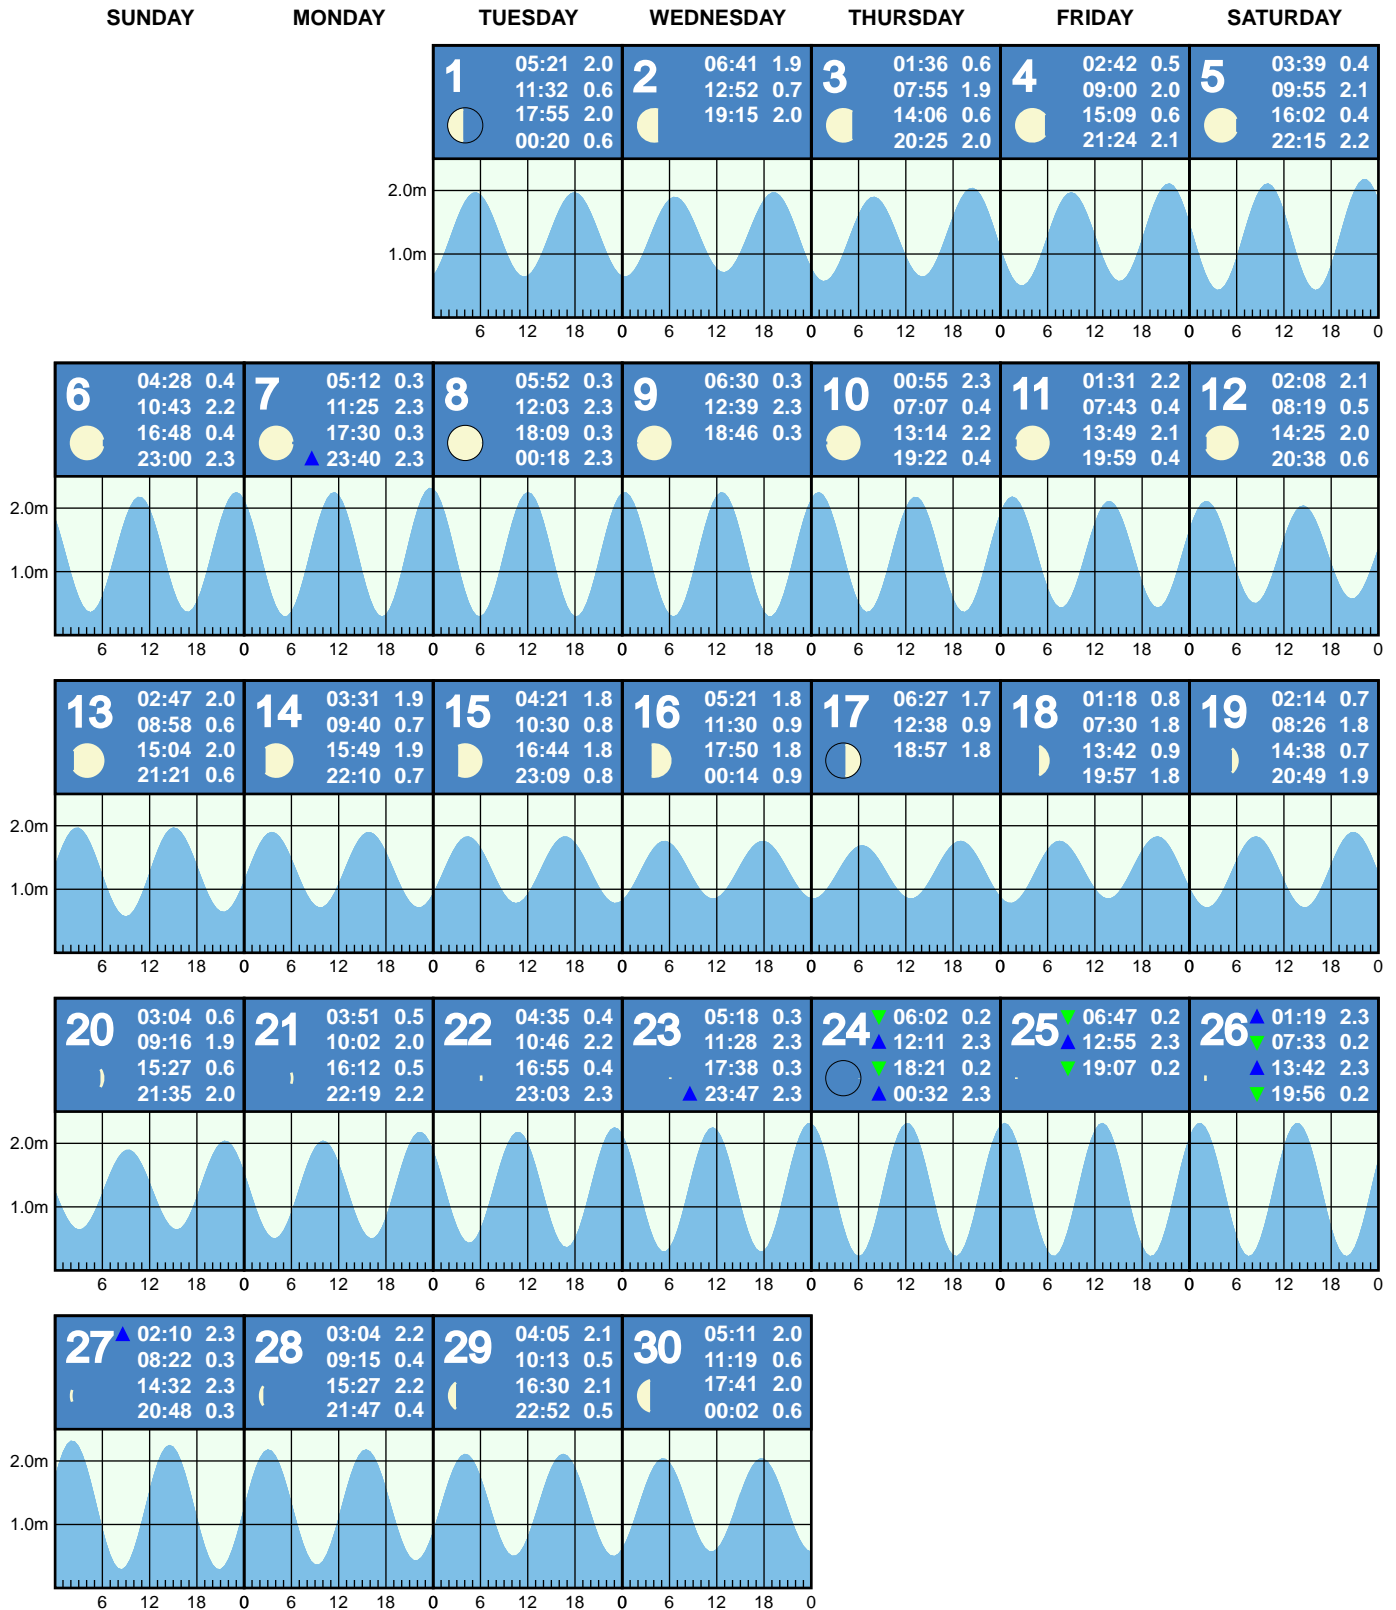 SUNDAY MONDAY TUESDAY WEDNESDAY THURSDAY FRIDAY SATURDAY
1 05:21 2.0
11:32 0.6
17:55 2.0
00:20 0.6
2 06:41 1.9
12:52 0.7
19:15 2.0
3 01:36 0.6
07:55 1.9
14:06 0.6
20:25 2.0
4 02:42 0.5
09:00 2.0
15:09 0.6
21:24 2.1
5 03:39 0.4
09:55 2.1
16:02 0.4
22:15 2.2
2.0m
1.0m
6 12 18 0 6 12 18 0 6 12 18 0 6 12 18 0 6 12 18 0
6 04:28 0.4
10:43 2.2
16:48 0.4
23:00 2.3
7 05:12 0.3
11:25 2.3
17:30 0.3
23:40 2.3
8 05:52 0.3
12:03 2.3
18:09 0.3
00:18 2.3
9 06:30 0.3
12:39 2.3
18:46 0.3
10 00:55 2.3
07:07 0.4
13:14 2.2
19:22 0.4
11 01:31 2.2
07:43 0.4
13:49 2.1
19:59 0.4
12 02:08 2.1
08:19 0.5
14:25 2.0
20:38 0.6
2.0m
1.0m
6 12 18 0 6 12 18 0 6 12 18 0 6 12 18 0 6 12 18 0 6 12 18 0 6 12 18 0
13 02:47 2.0
08:58 0.6
15:04 2.0
21:21 0.6
14 03:31 1.9
09:40 0.7
15:49 1.9
22:10 0.7
15 04:21 1.8
10:30 0.8
16:44 1.8
23:09 0.8
16 05:21 1.8
11:30 0.9
17:50 1.8
00:14 0.9
17 06:27 1.7
12:38 0.9
18:57 1.8
18 01:18 0.8
07:30 1.8
13:42 0.9
19:57 1.8
19 02:14 0.7
08:26 1.8
14:38 0.7
20:49 1.9
2.0m
1.0m
6 12 18 0 6 12 18 0 6 12 18 0 6 12 18 0 6 12 18 0 6 12 18 0 6 12 18 0
20 03:04 0.6
09:16 1.9
15:27 0.6
21:35 2.0
21 03:51 0.5
10:02 2.0
16:12 0.5
22:19 2.2
22 04:35 0.4
10:46 2.2
16:55 0.4
23:03 2.3
23 05:18 0.3
11:28 2.3
17:38 0.3
23:47 2.3
24 06:02 0.2
12:11 2.3
18:21 0.2
00:32 2.3
25 06:47 0.2
12:55 2.3
19:07 0.2
26 01:19 2.3
07:33 0.2
13:42 2.3
19:56 0.2
2.0m
1.0m
6 12 18 0 6 12 18 0 6 12 18 0 6 12 18 0 6 12 18 0 6 12 18 0 6 12 18 0
27 02:10 2.3
08:22 0.3
14:32 2.3
20:48 0.3
28 03:04 2.2
09:15 0.4
15:27 2.2
21:47 0.4
29 04:05 2.1
10:13 0.5
16:30 2.1
22:52 0.5
30 05:11 2.0
11:19 0.6
17:41 2.0
00:02 0.6
2.0m
1.0m
6 12 18 0 6 12 18 0 6 12 18 0 6 12 18 0